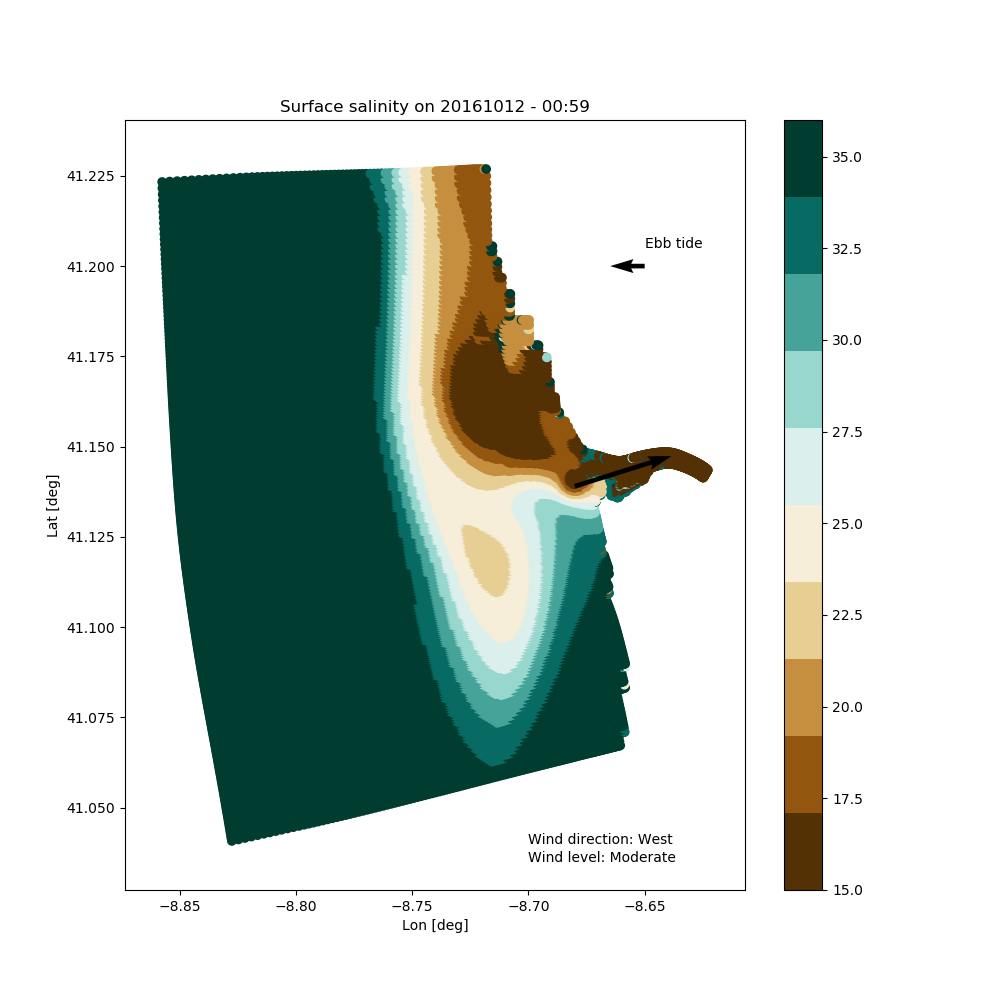 Surface salinity on 20161012 - 00:59
41.225
41.200
41.175
41.150
41.125
41.100
41.075
41.050
Lat [deg]
Ebb tide
Wind direction: West
Wind level: Moderate
−8.85 −8.80 −8.75 −8.70 −8.65
Lon [deg]
35.0
32.5
30.0
27.5
25.0
22.5
20.0
17.5
15.0